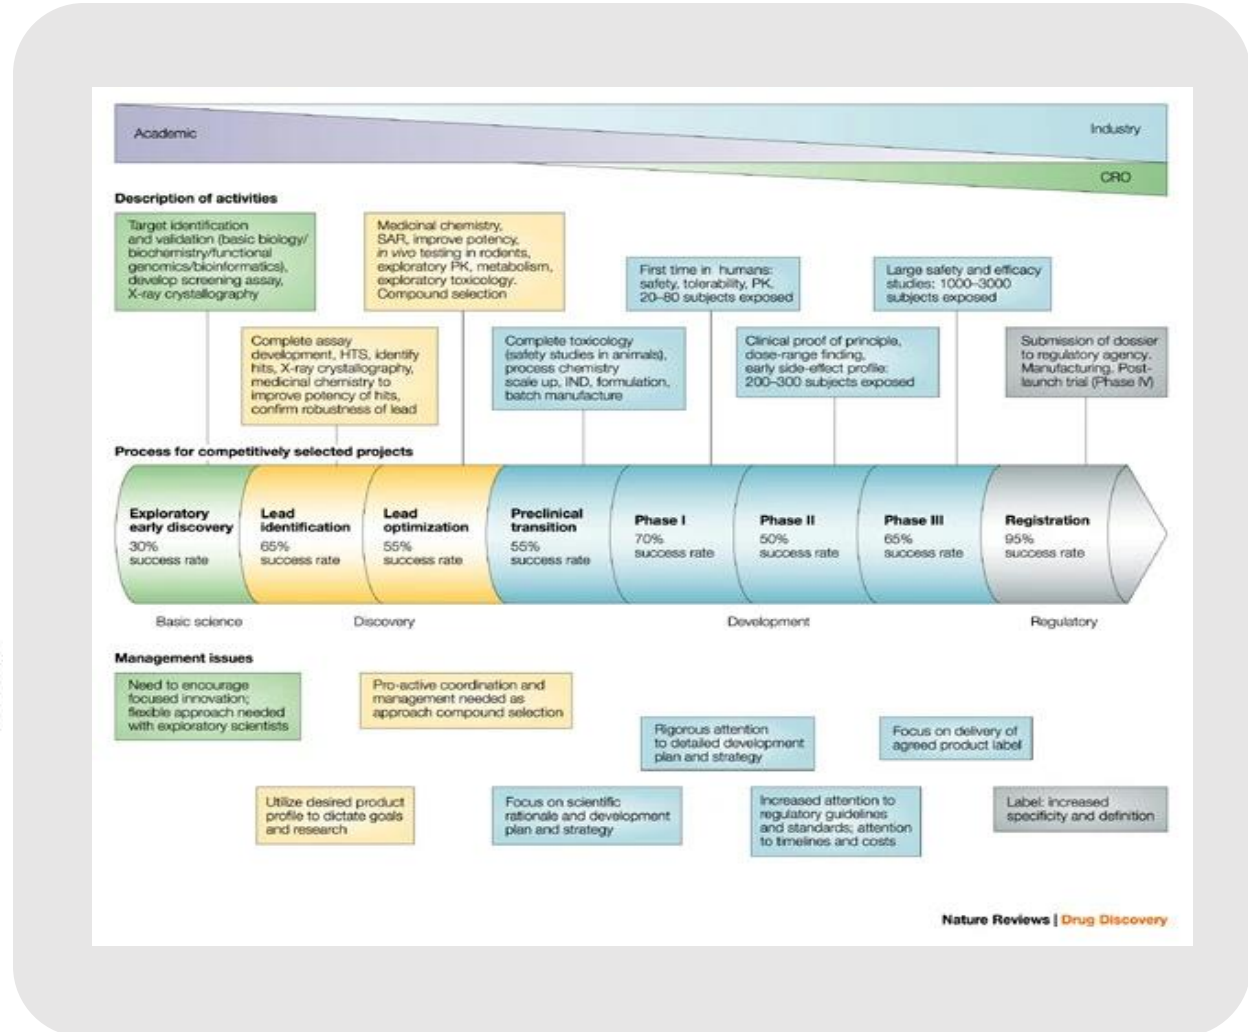 Academic
Industry
CRO
Description of activities
Target identification
and validation (basic biology/
biochemistry/functional
genomics/bioinformatics),
develop screening assay,
X-ray crystallography
Medicinal chemistry,
SAR, improve potency,
in vivo testing in rodents,
exploratory PK, metabolism,
exploratory toxicology.
Compound selection
First time in humans:
safety, tolerability, PK,
20–80 subjects exposed
Large safety and efficacy
studies: 1000–3000
subjects exposed
Complete assay
development, HTS, identify
hits, X-ray crystallography,
medicinal chemistry to
improve potency of hits,
confirm robustness of lead
Complete toxicology
(safety studies in animals),
process chemistry
scale up, IND, formulation,
batch manufacture
Clinical proof of principle,
dose-range finding,
early side-effect profile:
200–300 subjects exposed
Submission of dossier
to regulatory agency.
Manufacturing. Post-
launch trial (Phase IV)
Process for competitively selected projects
Exploratory
early discovery
30%
success rate
Lead
identification
65%
success rate
Lead
optimization
55%
success rate
Preclinical
transition
55%
success rate
Phase I
70%
success rate
Phase II
50%
success rate
Phase III
65%
success rate
Registration
95%
success rate
Basic science
Discovery
Development
Regulatory
Management issues
Need to encourage
focused innovation;
flexible approach needed
with exploratory scientists
Pro-active coordination and
management needed as
approach compound selection
Rigorous attention
to detailed development
plan and strategy
Focus on delivery of
agreed product label
Utilize desired product
profile to dictate goals
and research
Focus on scientific
rationale and development
plan and strategy
Increased attention to
regulatory guidelines
and standards; attention
to timelines and costs
Label: increased
specificity and definition
Nature Reviews | Drug Discovery